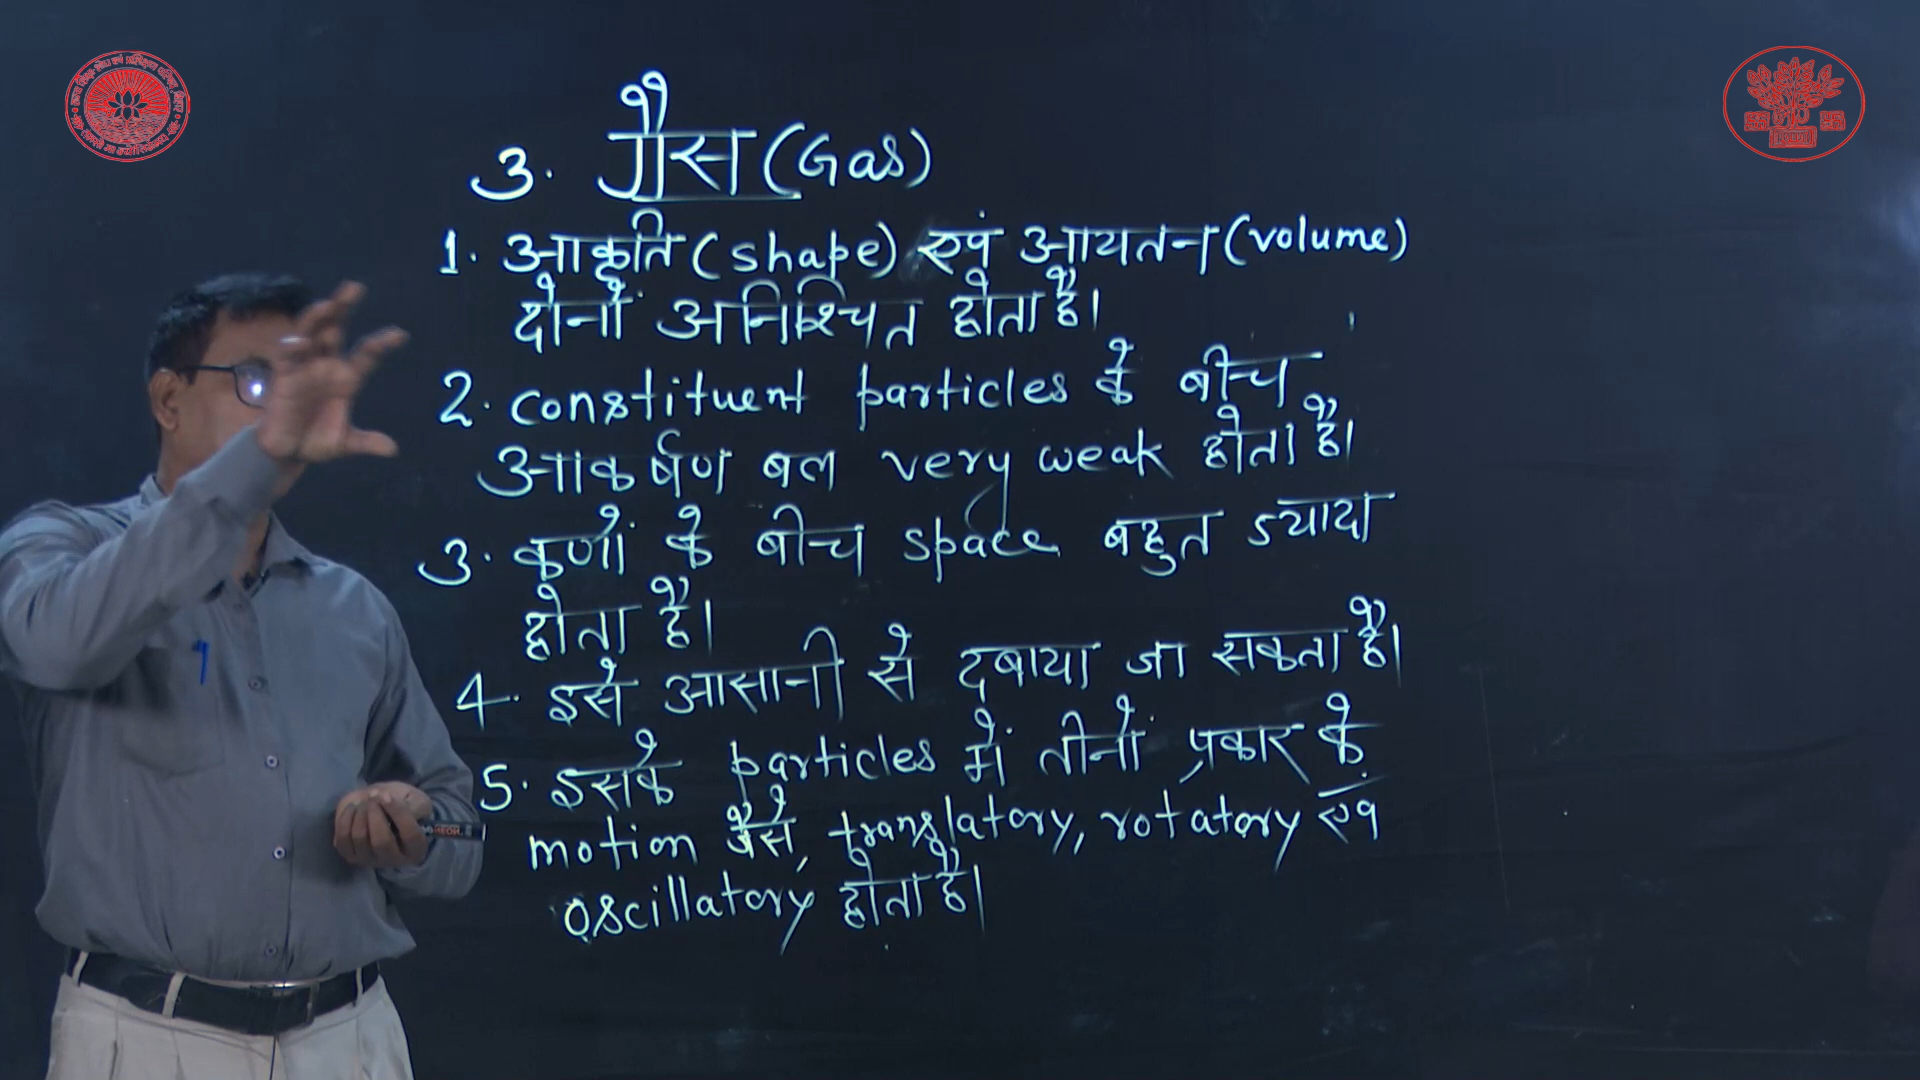 3. गैस (Gas)
1. आकृति (shape) एवं आयतन (volume)
दोनों अनिश्चित होता है।
2. constituent particles के बीच
आकर्षण बल very weak होता है।
3. कणों के बीच space बहुत ज्यादा
होता है।
4. इसे आसानी से दबाया जा सकता है।
5. इसके particles में तीनों प्रकार के
motion जैसे, translatory, rotatory एवं
oscillatory होता है।